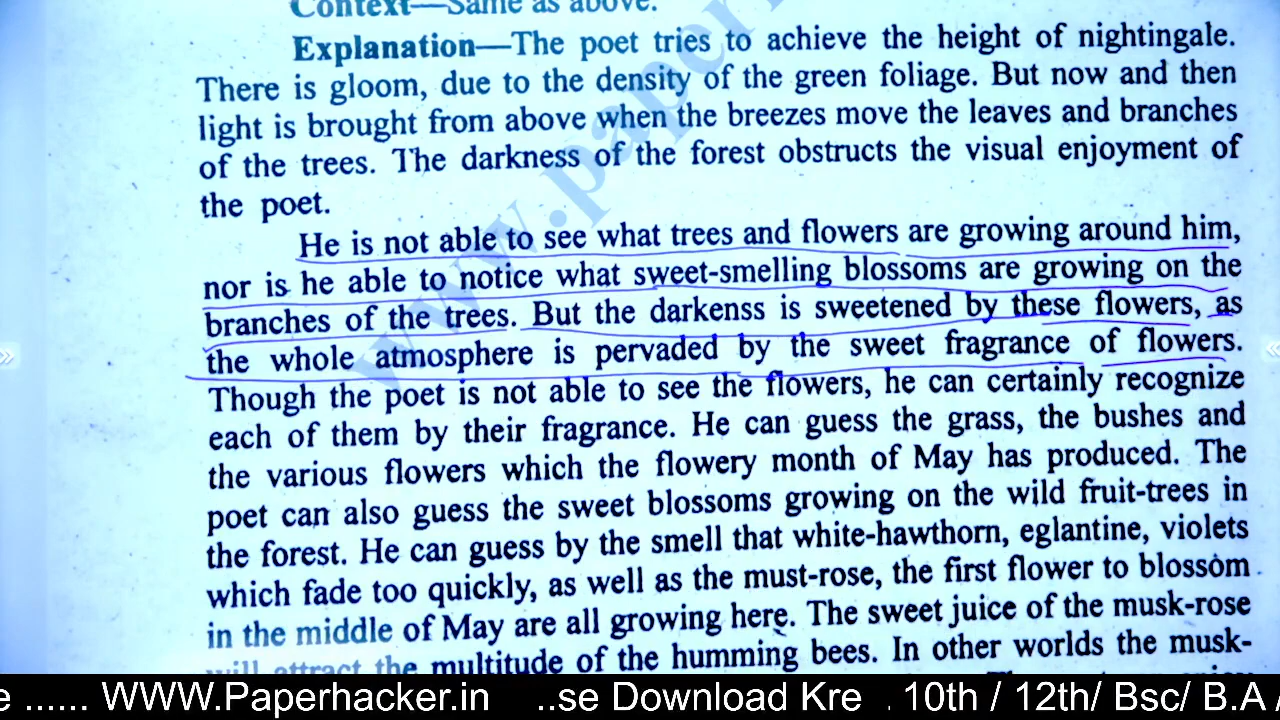 Context—Same as above.
Explanation—The poet tries to achieve the height of nightingale.
There is gloom, due to the density of the green foliage. But now and then
light is brought from above when the breezes move the leaves and branches
of the trees. The darkness of the forest obstructs the visual enjoyment of
the poet.
He is not able to see what trees and flowers are growing around him,
nor is he able to notice what sweet-smelling blossoms are growing on the
branches of the trees. But the darkenss is sweetened by these flowers, as
the whole atmosphere is pervaded by the sweet fragrance of flowers.
Though the poet is not able to see the flowers, he can certainly recognize
each of them by their fragrance. He can guess the grass, the bushes and
the various flowers which the flowery month of May has produced. The
poet can also guess the sweet blossoms growing on the wild fruit-trees in
the forest. He can guess by the smell that white-hawthorn, eglantine, violets
which fade too quickly, as well as the must-rose, the first flower to blossom
in the middle of May are all growing here. The sweet juice of the musk-rose
will attract the multitude of the humming bees. In other worlds the musk-
www.paper
e ...... WWW.Paperhacker.in ..se Download Kre . 10th / 12th/ Bsc/ B.A /